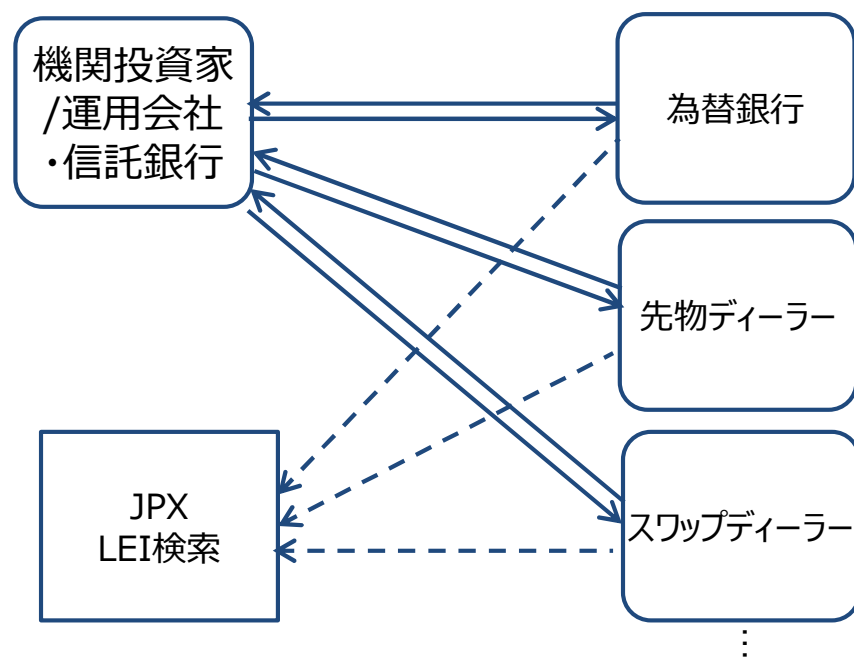 機関投資家
/運用会社
・信託銀行
為替銀行
先物ディーラー
JPX
LEI検索
スワップディーラー
⋮